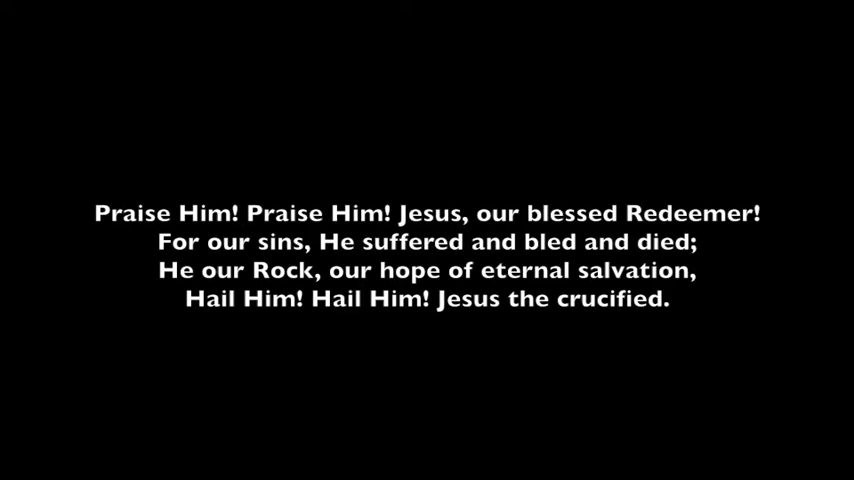 Praise Him! Praise Him! Jesus, our blessed Redeemer!
For our sins, He suffered and bled and died;
He our Rock, our hope of eternal salvation,
Hail Him! Hail Him! Jesus the crucified.